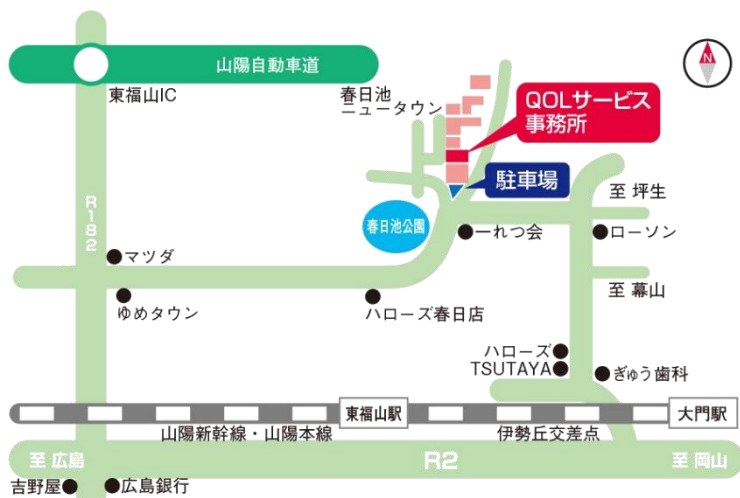 山陽自動車道
N
東福山IC
春日池
ニュータウン
QOLサービス
事務所
駐車場
至 坪生
R182
春日池公園
一れつ会
ローソン
マツダ
至 幕山
ゆめタウン
ハローズ春日店
ハローズ
TSUTAYA
ぎゅう歯科
東福山駅
大門駅
山陽新幹線・山陽本線
伊勢丘交差点
至 広島
R2
至 岡山
吉野屋
広島銀行